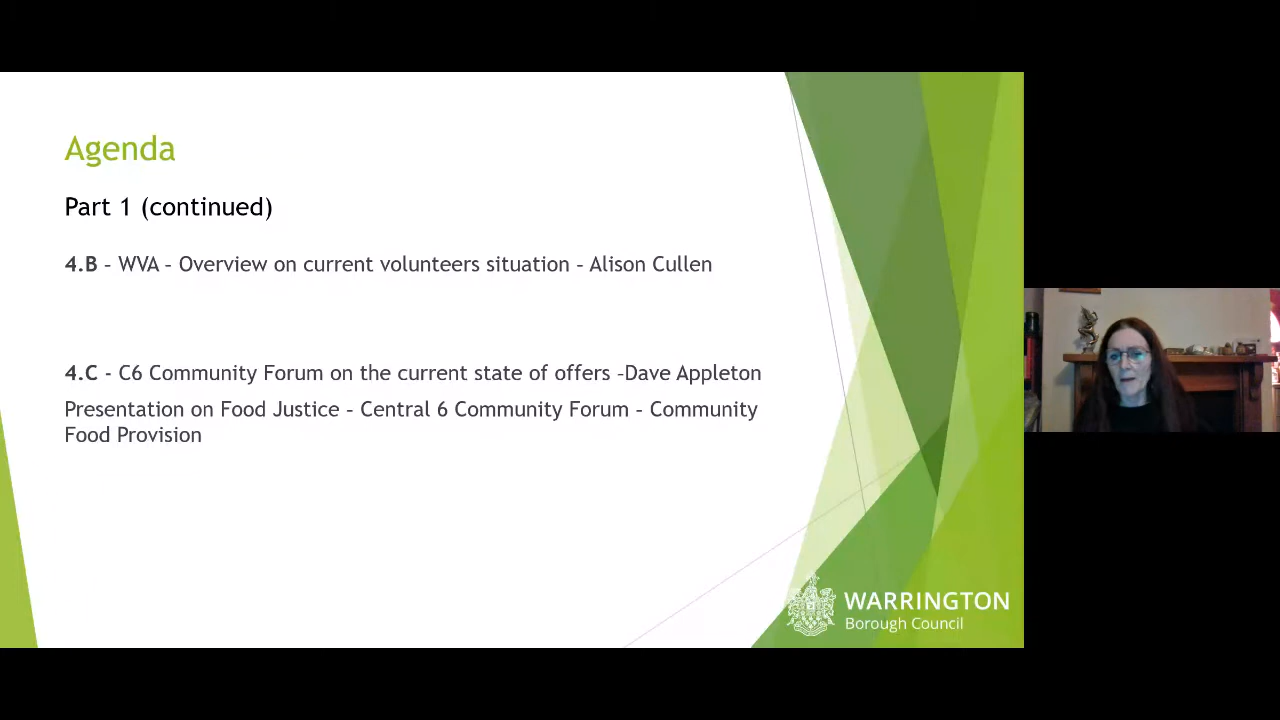 Agenda
Part 1 (continued)
4.B – WVA – Overview on current volunteers situation – Alison Cullen
4.C - C6 Community Forum on the current state of offers –Dave Appleton
Presentation on Food Justice – Central 6 Community Forum – Community
Food Provision
WARRINGTON
Borough Council